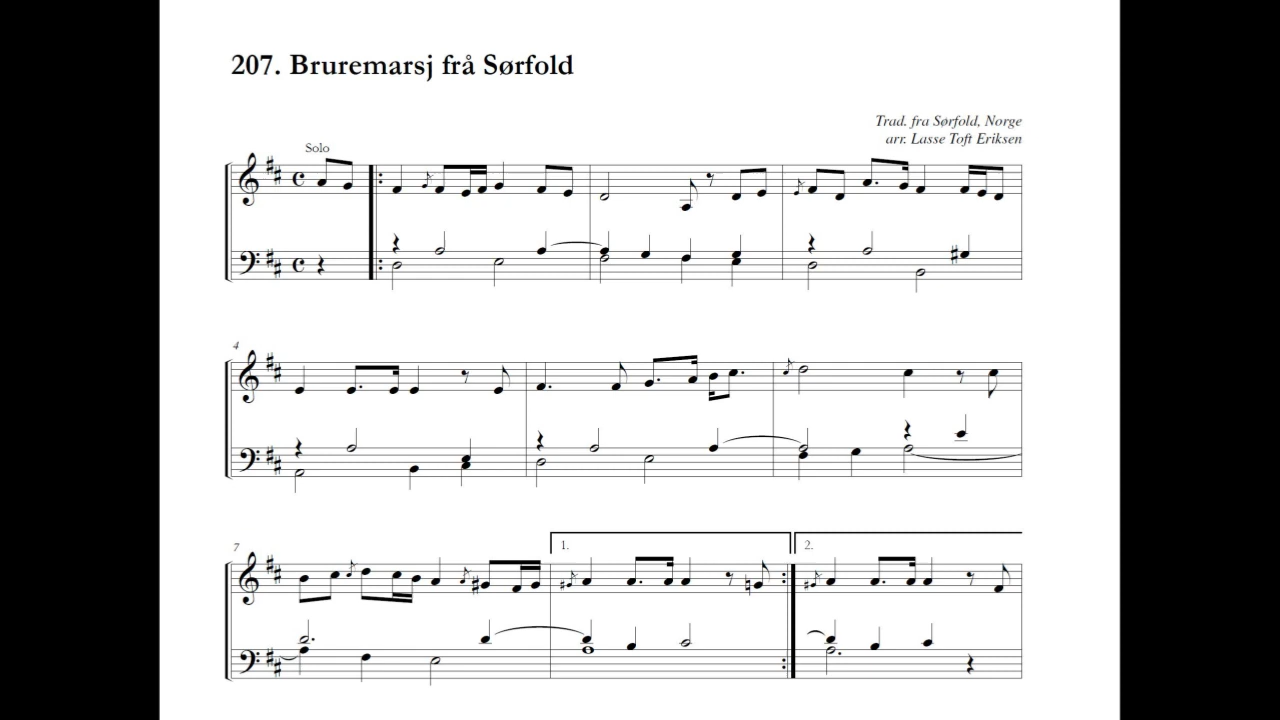 207. Bruremarsj frå Sørfold
Trad. fra Sørfold, Norge
arr. Lasse Toft Eriksen
Solo
4
7
1.
2.